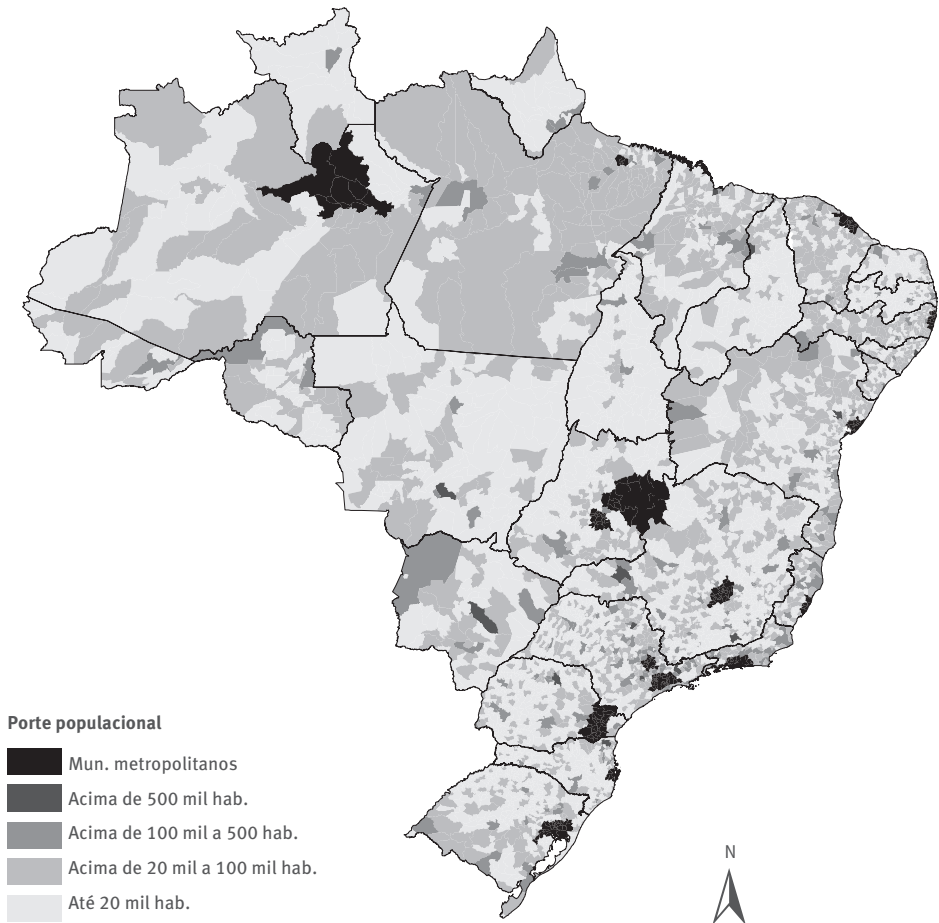 Porte populacional
Mun. metropolitanos
Acima de 500 mil hab.
Acima de 100 mil a 500 hab.
Acima de 20 mil a 100 mil hab.
Até 20 mil hab.
N